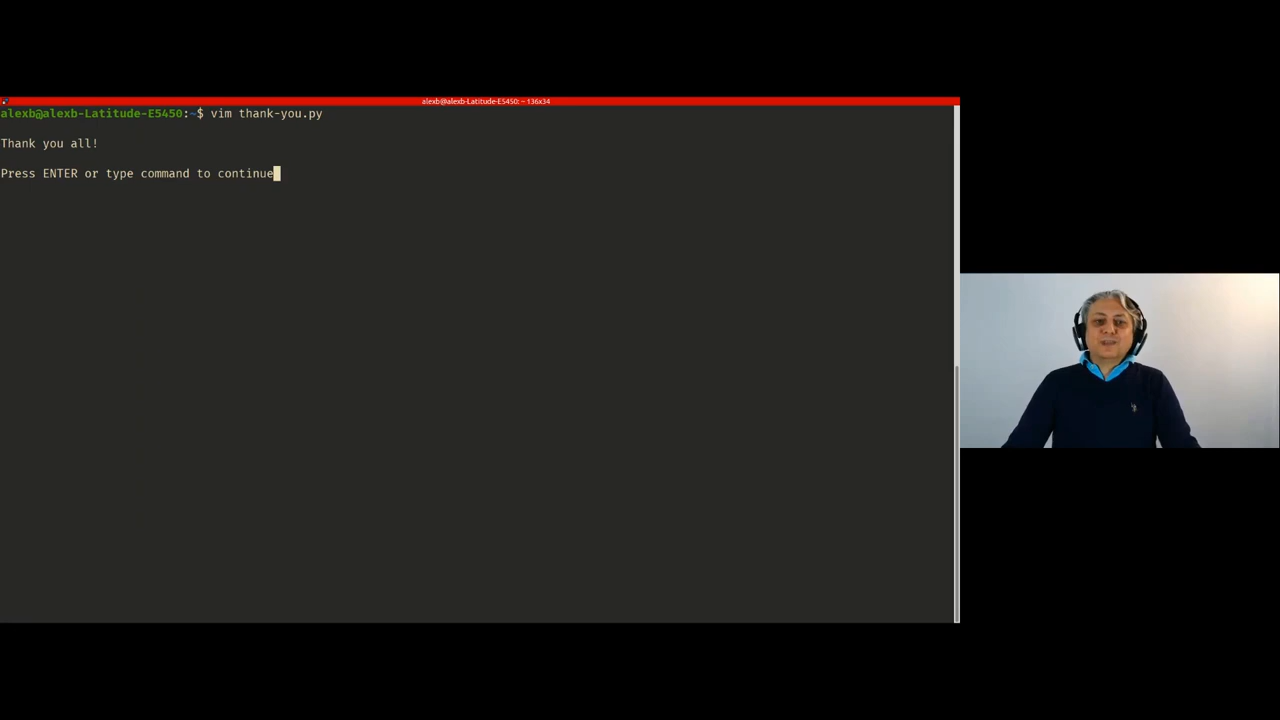 alexb@alexb-Latitude-E5450: ~ 136x34
alexb@alexb-Latitude-E5450:~$ vim thank-you.py
Thank you all!
Press ENTER or type command to continue